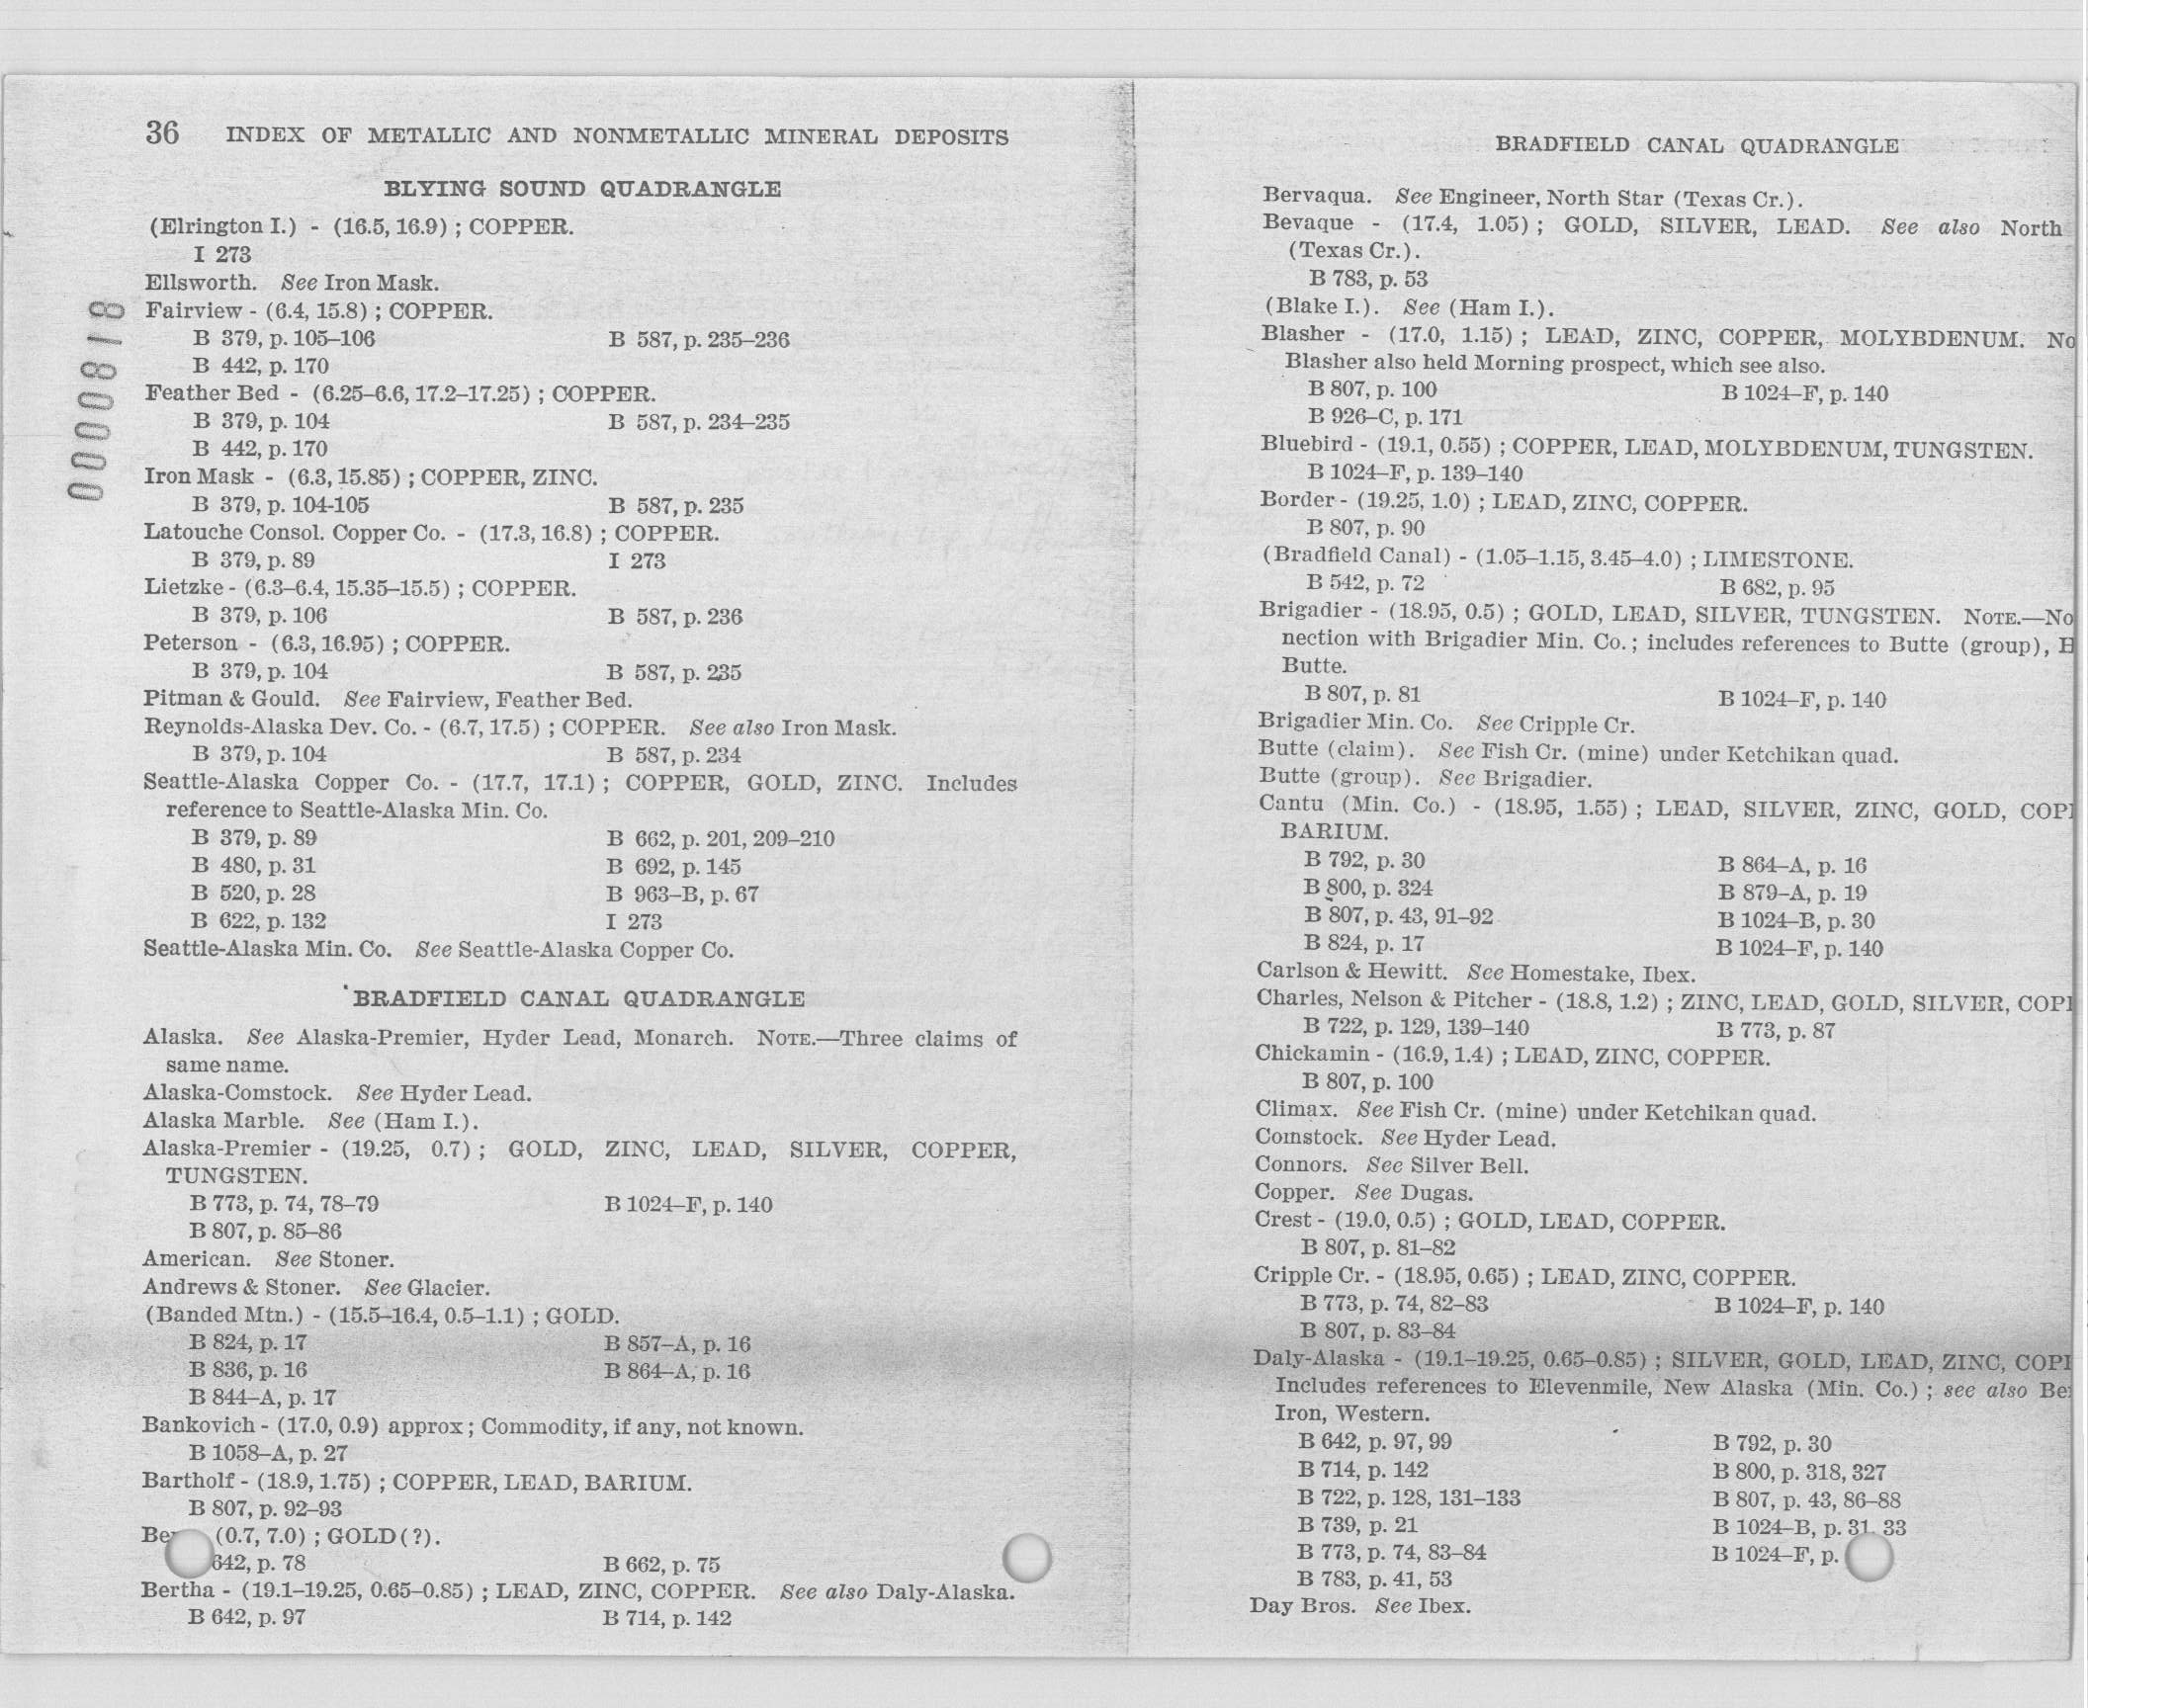 36 INDEX OF METALLIC AND NONMETALLIC MINERAL DEPOSITS
BLYING SOUND QUADRANGLE
(Elrington I.) - (16.5, 16.9) ; COPPER.
I 273
Ellsworth. See Iron Mask.
Fairview - (6.4, 15.8) ; COPPER.
B 379, p. 105–106 B 587, p. 235–236
B 442, p. 170
Feather Bed - (6.25–6.6, 17.2–17.25) ; COPPER.
B 379, p. 104 B 587, p. 234–235
B 442, p. 170
Iron Mask - (6.3, 15.85) ; COPPER, ZINC.
B 379, p. 104-105 B 587, p. 235
Latouche Consol. Copper Co. - (17.3, 16.8) ; COPPER.
B 379, p. 89 I 273
Lietzke - (6.3–6.4, 15.35–15.5) ; COPPER.
B 379, p. 106 B 587, p. 236
Peterson - (6.3, 16.95) ; COPPER.
B 379, p. 104 B 587, p. 235
Pitman & Gould. See Fairview, Feather Bed.
Reynolds-Alaska Dev. Co. - (6.7, 17.5) ; COPPER. See also Iron Mask.
B 379, p. 104 B 587, p. 234
Seattle-Alaska Copper Co. - (17.7, 17.1) ; COPPER, GOLD, ZINC. Includes
reference to Seattle-Alaska Min. Co.
B 379, p. 89 B 662, p. 201, 209–210
B 480, p. 31 B 692, p. 145
B 520, p. 28 B 963–B, p. 67
B 622, p. 132 I 273
Seattle-Alaska Min. Co. See Seattle-Alaska Copper Co.
BRADFIELD CANAL QUADRANGLE
Alaska. See Alaska-Premier, Hyder Lead, Monarch. NOTE.—Three claims of
same name.
Alaska-Comstock. See Hyder Lead.
Alaska Marble. See (Ham I.).
Alaska-Premier - (19.25, 0.7) ; GOLD, ZINC, LEAD, SILVER, COPPER,
TUNGSTEN.
B 773, p. 74, 78–79 B 1024–F, p. 140
B 807, p. 85–86
American. See Stoner.
Andrews & Stoner. See Glacier.
(Banded Mtn.) - (15.5–16.4, 0.5–1.1) ; GOLD.
B 824, p. 17 B 857–A, p. 16
B 836, p. 16 B 864–A, p. 16
B 844–A, p. 17
Bankovich - (17.0, 0.9) approx ; Commodity, if any, not known.
B 1058–A, p. 27
Bartholf - (18.9, 1.75) ; COPPER, LEAD, BARIUM.
B 807, p. 92–93
Be (0.7, 7.0) ; GOLD (?).
642, p. 78 B 662, p. 75
Bertha - (19.1–19.25, 0.65–0.85) ; LEAD, ZINC, COPPER. See also Daly-Alaska.
B 642, p. 97 B 714, p. 142
0000818
BRADFIELD CANAL QUADRANGLE
Bervaqua. See Engineer, North Star (Texas Cr.).
Bevaque - (17.4, 1.05) ; GOLD, SILVER, LEAD. See also North
(Texas Cr.).
B 783, p. 53
(Blake I.). See (Ham I.).
Blasher - (17.0, 1.15) ; LEAD, ZINC, COPPER, MOLYBDENUM. No
Blasher also held Morning prospect, which see also.
B 807, p. 100 B 1024–F, p. 140
B 926–C, p. 171
Bluebird - (19.1, 0.55) ; COPPER, LEAD, MOLYBDENUM, TUNGSTEN.
B 1024–F, p. 139–140
Border - (19.25, 1.0) ; LEAD, ZINC, COPPER.
B 807, p. 90
(Bradfield Canal) - (1.05–1.15, 3.45–4.0) ; LIMESTONE.
B 542, p. 72 B 682, p. 95
Brigadier - (18.95, 0.5) ; GOLD, LEAD, SILVER, TUNGSTEN. NOTE.—No
nection with Brigadier Min. Co. ; includes references to Butte (group), H
Butte.
B 807, p. 81 B 1024–F, p. 140
Brigadier Min. Co. See Cripple Cr.
Butte (claim). See Fish Cr. (mine) under Ketchikan quad.
Butte (group). See Brigadier.
Cantu (Min. Co.) - (18.95, 1.55) ; LEAD, SILVER, ZINC, GOLD, COP
BARIUM.
B 792, p. 30 B 864–A, p. 16
B 800, p. 324 B 879–A, p. 19
B 807, p. 43, 91–92 B 1024–B, p. 30
B 824, p. 17 B 1024–F, p. 140
Carlson & Hewitt. See Homestake, Ibex.
Charles, Nelson & Pitcher - (18.8, 1.2) ; ZINC, LEAD, GOLD, SILVER, COP
B 722, p. 129, 139–140 B 773, p. 87
Chickamin - (16.9, 1.4) ; LEAD, ZINC, COPPER.
B 807, p. 100
Climax. See Fish Cr. (mine) under Ketchikan quad.
Comstock. See Hyder Lead.
Connors. See Silver Bell.
Copper. See Dugas.
Crest - (19.0, 0.5) ; GOLD, LEAD, COPPER.
B 807, p. 81–82
Cripple Cr. - (18.95, 0.65) ; LEAD, ZINC, COPPER.
B 773, p. 74, 82–83 B 1024–F, p. 140
B 807, p. 83–84
Daly-Alaska - (19.1–19.25, 0.65–0.85) ; SILVER, GOLD, LEAD, ZINC, COP
Includes references to Elevenmile, New Alaska (Min. Co.) ; see also Be
Iron, Western.
B 642, p. 97, 99 B 792, p. 30
B 714, p. 142 B 800, p. 318, 327
B 722, p. 128, 131–133 B 807, p. 43, 86–88
B 739, p. 21 B 1024–B, p. 31, 33
B 773, p. 74, 83–84 B 1024–F, p.
B 783, p. 41, 53
Day Bros. See Ibex.